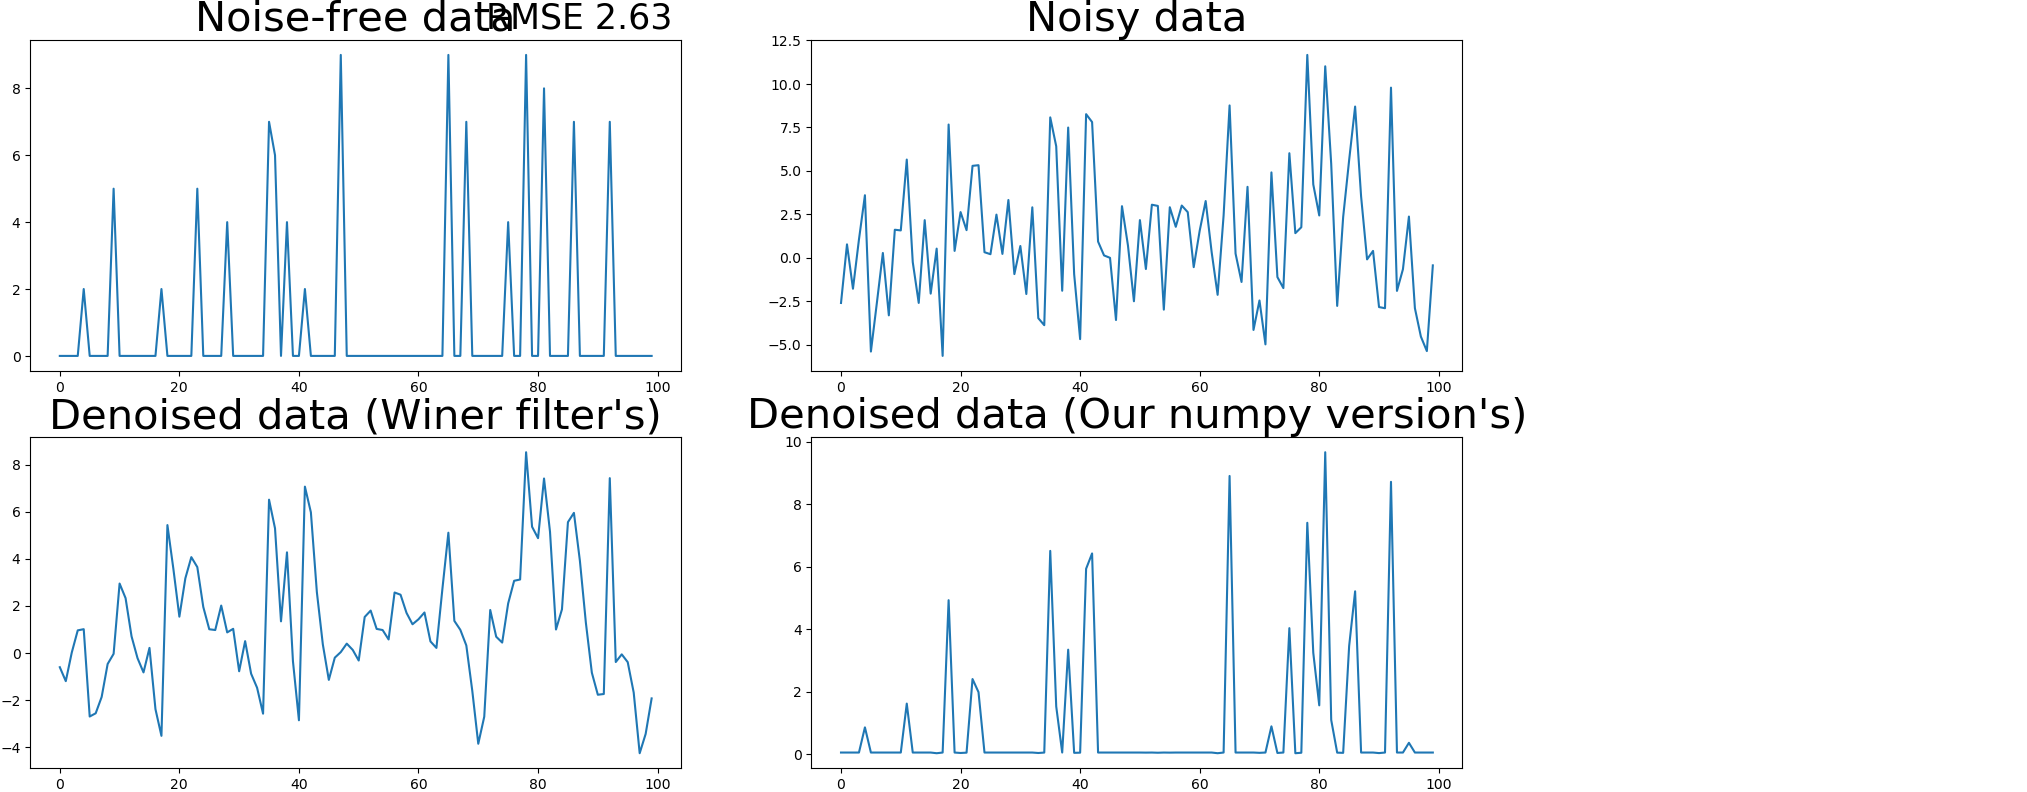 Noise-free data
RMSE 2.63
Noisy data
8
6
4
2
0
0 20 40 60 80 100
12.5
10.0
7.5
5.0
2.5
0.0
−2.5
−5.0
0 20 40 60 80 100
Denoised data (Winer filter's)
Denoised data (Our numpy version's)
8
6
4
2
0
−2
−4
0 20 40 60 80 100
10
8
6
4
2
0
0 20 40 60 80 100